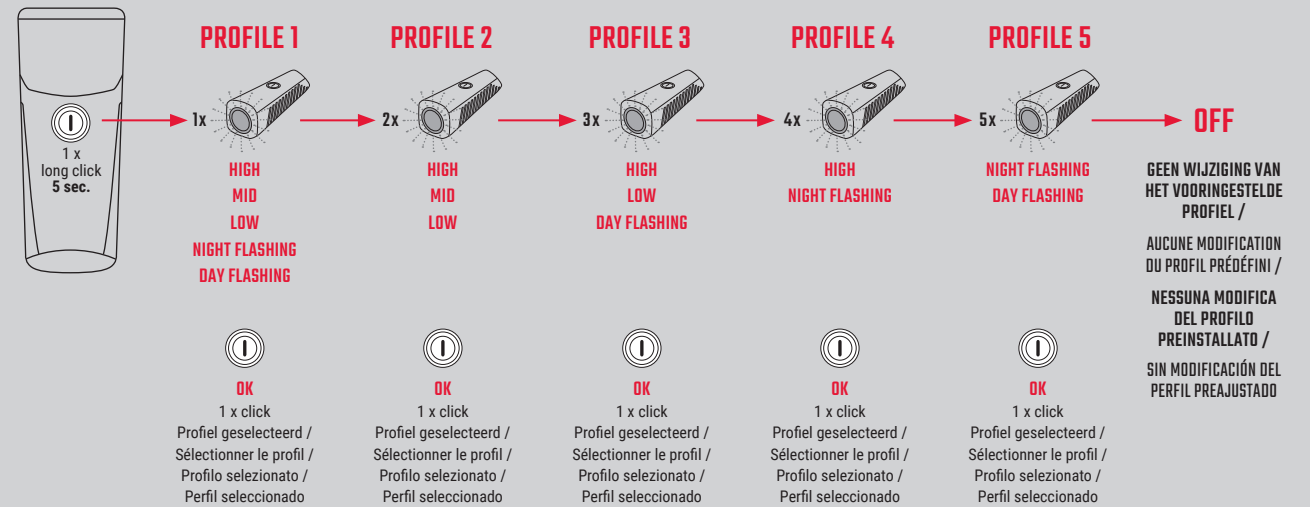 1 x
long click
5 sec.
PROFILE 1
1x
HIGH
MID
LOW
NIGHT FLASHING
DAY FLASHING
OK
1 x click
Profiel geselecteerd /
Sélectionner le profil /
Profilo selezionato /
Perfil seleccionado
PROFILE 2
2x
HIGH
MID
LOW
OK
1 x click
Profiel geselecteerd /
Sélectionner le profil /
Profilo selezionato /
Perfil seleccionado
PROFILE 3
3x
HIGH
LOW
DAY FLASHING
OK
1 x click
Profiel geselecteerd /
Sélectionner le profil /
Profilo selezionato /
Perfil seleccionado
PROFILE 4
4x
HIGH
NIGHT FLASHING
OK
1 x click
Profiel geselecteerd /
Sélectionner le profil /
Profilo selezionato /
Perfil seleccionado
PROFILE 5
5x
NIGHT FLASHING
DAY FLASHING
OK
1 x click
Profiel geselecteerd /
Sélectionner le profil /
Profilo selezionato /
Perfil seleccionado
OFF
GEEN WIJZIGING VAN
HET VOORINGESTELDE
PROFIEL /
AUCUNE MODIFICATION
DU PROFIL PRÉDÉFINI /
NESSUNA MODIFICA
DEL PROFILO
PREINSTALLATO /
SIN MODIFICACIÓN DEL
PERFIL PREAJUSTADO